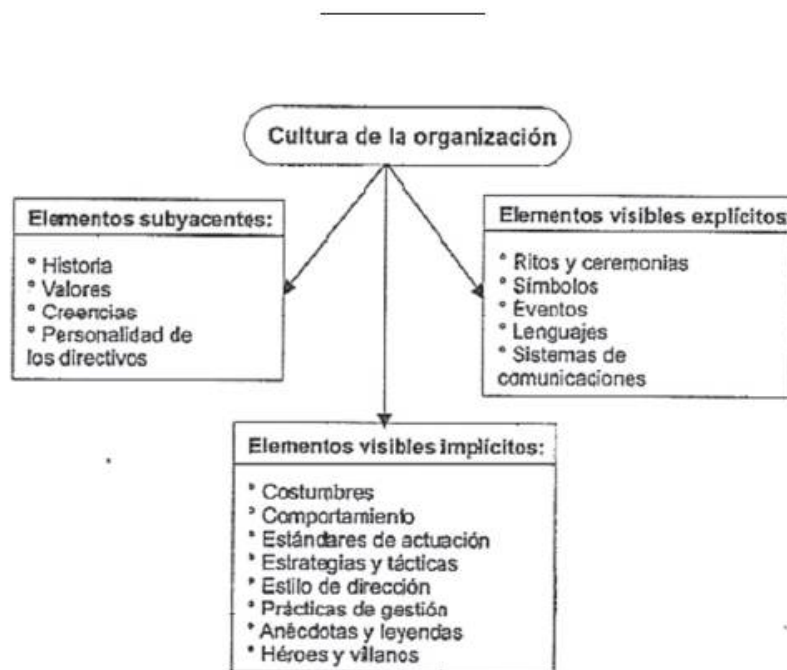 Cultura de la organización
Elementos subyacentes:
° Historia
° Valores
° Creencias
° Personalidad de
los directivos
Elementos visibles explícitos:
° Ritos y ceremonias
° Símbolos
° Eventos
° Lenguajes
° Sistemas de
comunicaciones
Elementos visibles implícitos:
° Costumbres
° Comportamiento
° Estándares de actuación
° Estrategias y tácticas
° Estilo de dirección
° Prácticas de gestión
° Anécdotas y leyendas
° Héroes y villanos